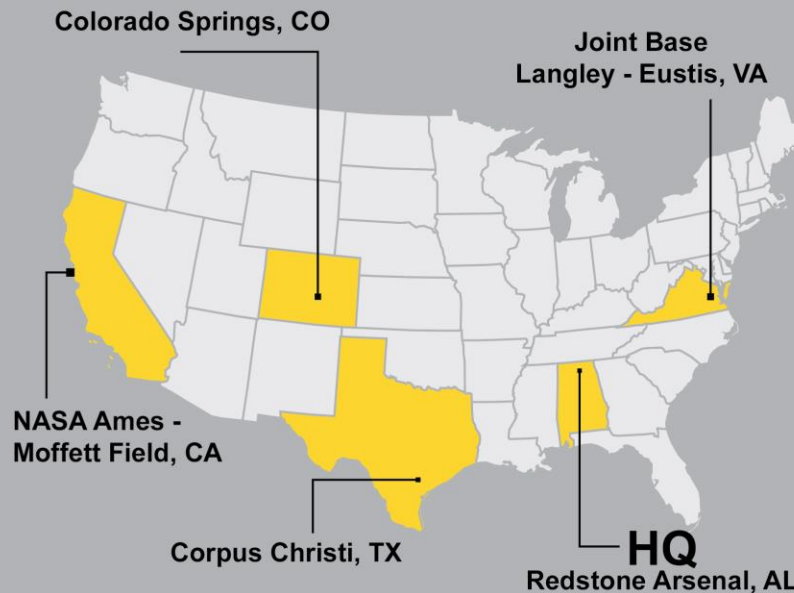 Colorado Springs, CO
Joint Base
Langley - Eustis, VA
NASA Ames -
Moffett Field, CA
Corpus Christi, TX
HQ
Redstone Arsenal, AL